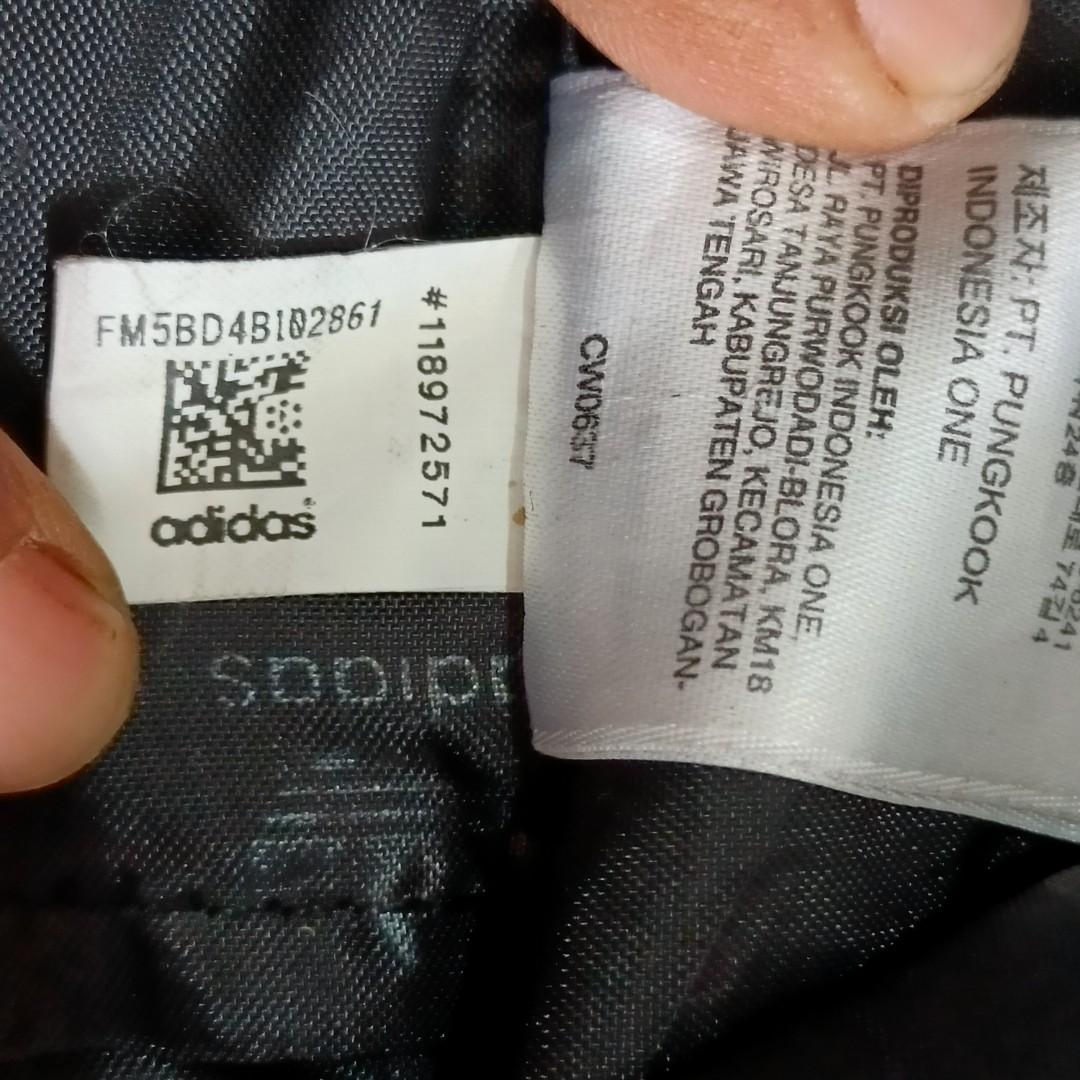 FM5BD4BI02861
#118972571
adidas
제조자: PT. PUNGKOOK
INDONESIA ONE
DIPRODUKSI OLEH:
PT. PUNGKOOK INDONESIA ONE,
JL. RAYA PURWODADI-BLORA, KM18
DESA TANJUNGREJO, KECAMATAN
WIROSARI, KABUPATEN GROBOGAN-
JAWA TENGAH
CW0637
adidas